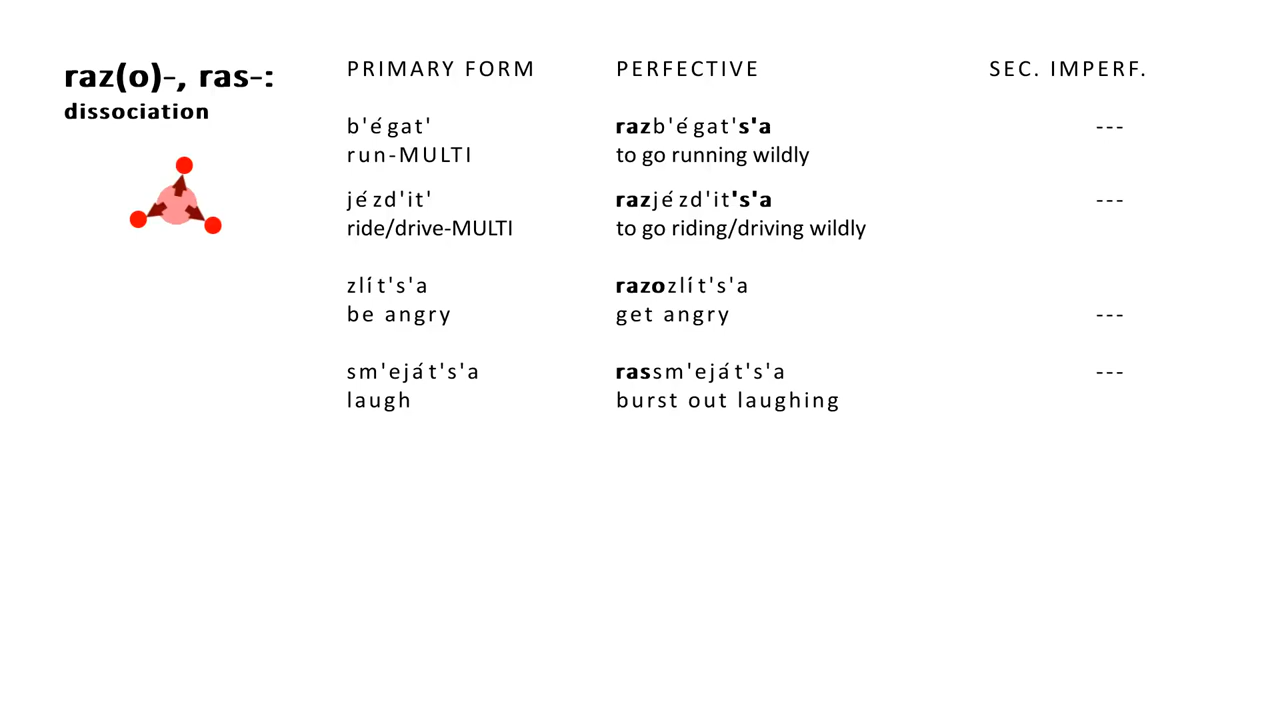 raz(o)-, ras-:
dissociation
PRIMARY FORM PERFECTIVE SEC. IMPERF.
b'égat' razb'égat's'a ---
run-MULTI to go running wildly
jézd'it' razjézd'it's'a ---
ride/drive-MULTI to go riding/driving wildly
zlít's'a razozlít's'a
be angry get angry ---
sm'eját's'a rassm'eját's'a ---
laugh burst out laughing